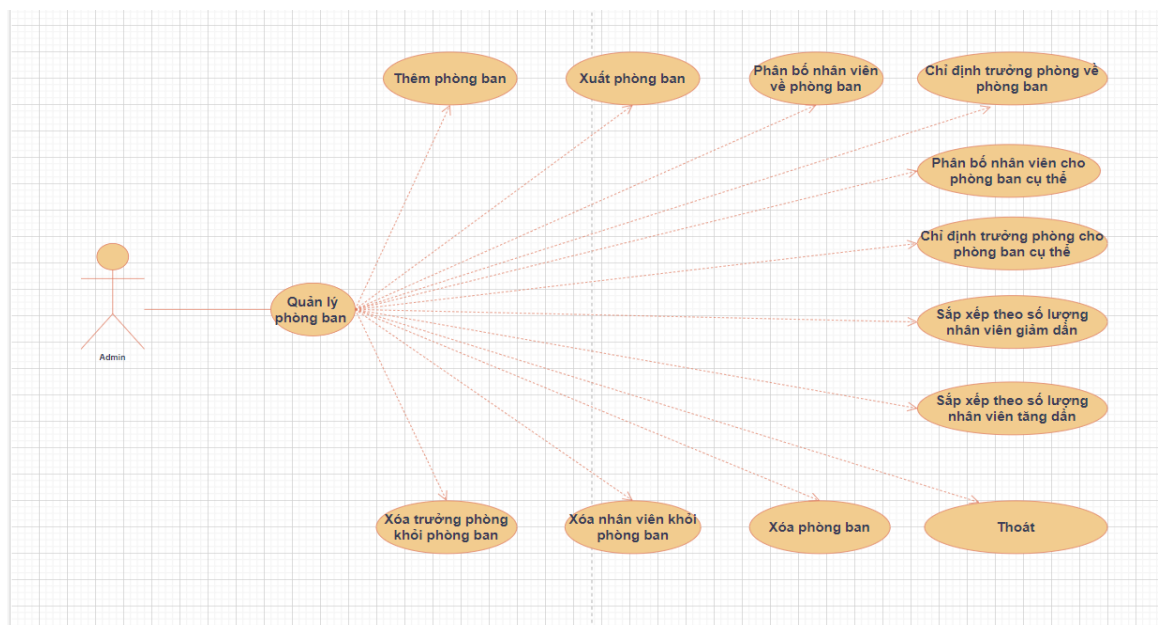 Thêm phòng ban
Xuất phòng ban
Phân bố nhân viên
về phòng ban
Chỉ định trưởng phòng về
phòng ban
Phân bố nhân viên cho
phòng ban cụ thể
Chỉ định trưởng phòng cho
phòng ban cụ thể
Quản lý
phòng ban
Admin
Sắp xếp theo số lượng
nhân viên giảm dần
Sắp xếp theo số lượng
nhân viên tăng dần
Xóa trưởng phòng
khỏi phòng ban
Xóa nhân viên khỏi
phòng ban
Xóa phòng ban
Thoát